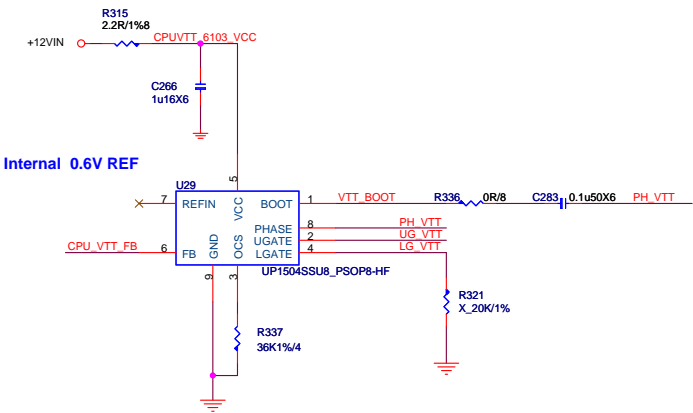 R315
2.2R/1%8
+12VIN
CPUVTT_6103_VCC
C266
1u16X6
Internal 0.6V REF
U29
5
7
REFIN
VCC
BOOT
1
VTT_BOOT
R336
0R/8
C283
0.1u50X6
PH_VTT
PHASE
8
PH_VTT
UGATE
2
UG_VTT
CPU_VTT_FB
6
FB
GND
OCS
LGATE
4
LG_VTT
9
3
UP1504SSU8_PSOP8-HF
R321
X_20K/1%
R337
36K1%/4